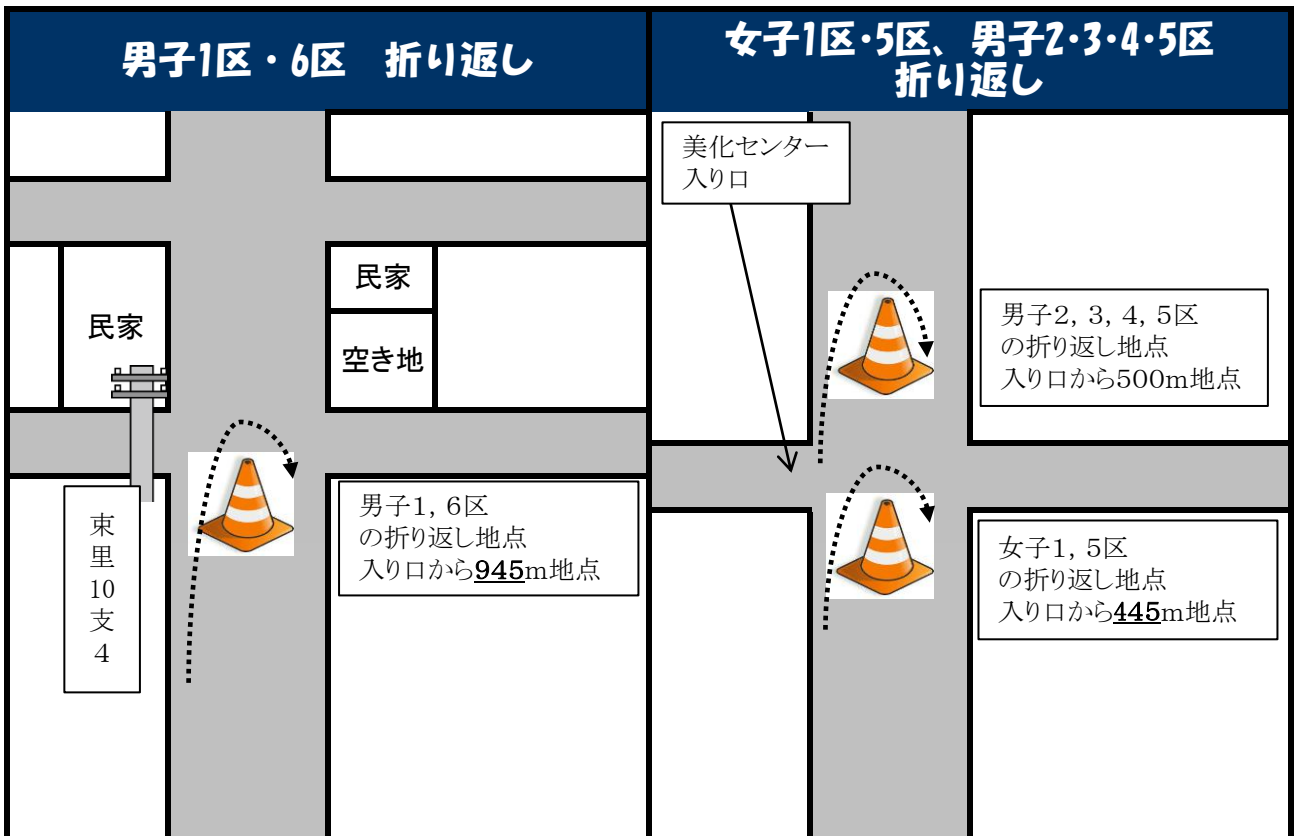 男子1区・6区　折り返し
民家
民家
空き地
東里10支4
男子1, 6区
の折り返し地点
入り口から945m地点
女子1区・5区、男子2・3・4・5区
折り返し
美化センター
入り口
男子2, 3, 4, 5区
の折り返し地点
入り口から500m地点
女子1, 5区
の折り返し地点
入り口から445m地点